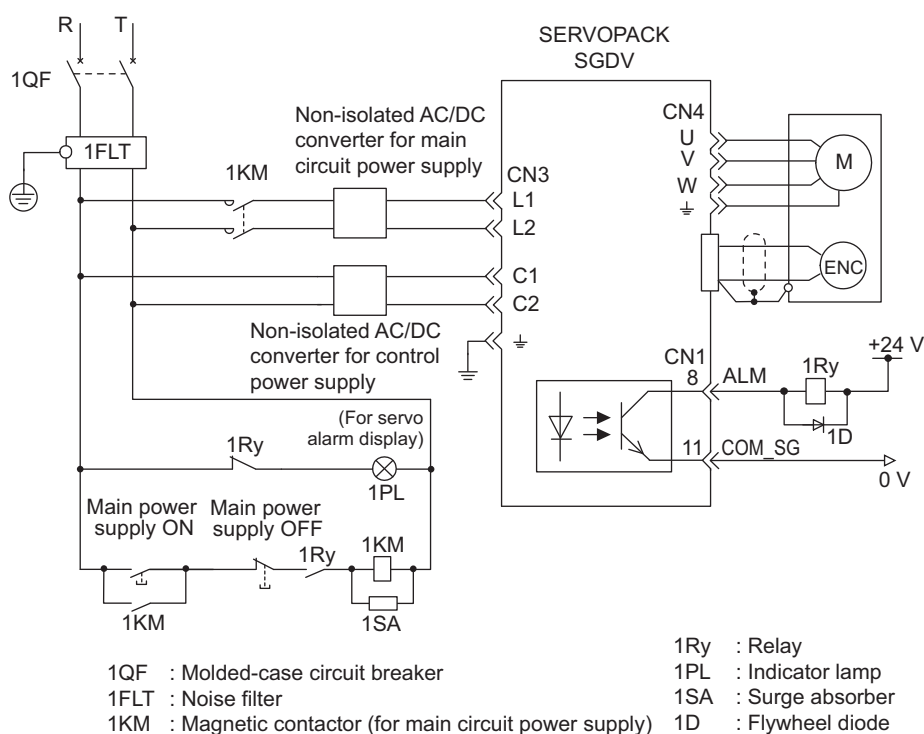 R T
SERVOPACK
SGDV
1QF
Non-isolated AC/DC
converter for main
circuit power supply
1FLT
1KM
CN4
U
V
W
M
CN3
L1
L2
C1
C2
ENC
Non-isolated AC/DC
converter for control
power supply
CN1
8 ALM
1Ry
+24 V
1D
11 COM_SG
0 V
(For servo
alarm display)
1Ry
1PL
Main power
supply ON
Main power
supply OFF
1Ry
1KM
1KM
1SA
1QF : Molded-case circuit breaker
1FLT : Noise filter
1KM : Magnetic contactor (for main circuit power supply)
1Ry : Relay
1PL : Indicator lamp
1SA : Surge absorber
1D : Flywheel diode